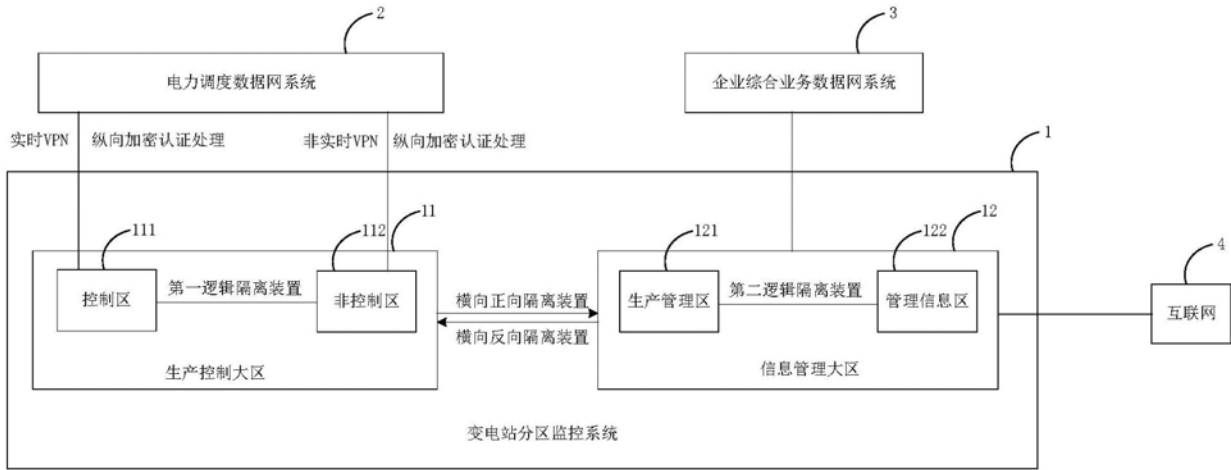 2
3
电力调度数据网系统
企业综合业务数据网系统
实时VPN
纵向加密认证处理
非实时VPN
纵向加密认证处理
1
111
112
11
121
122
12
4
控制区
第一逻辑隔离装置
非控制区
横向正向隔离装置
横向反向隔离装置
生产管理区
第二逻辑隔离装置
管理信息区
互联网
生产控制大区
信息管理大区
变电站分区监控系统